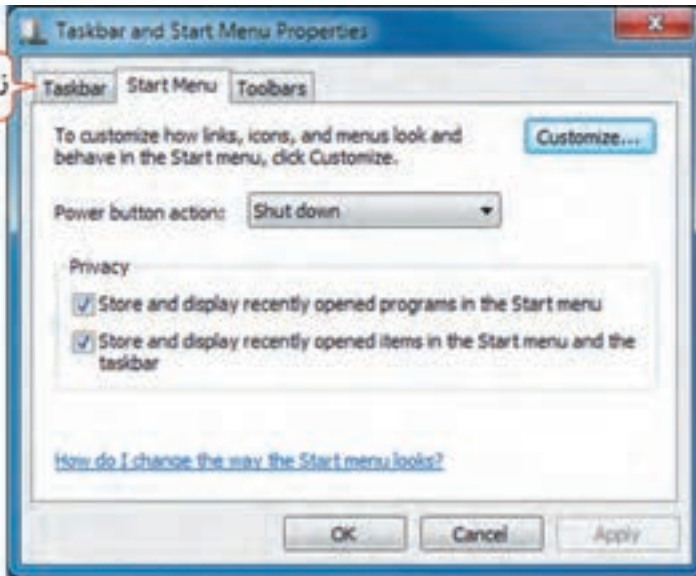 Taskbar and Start Menu Properties
Taskbar Start Menu Toolbars
To customize how links, icons, and menus look and
behave in the Start menu, click Customize.
Customize...
Power button action: Shut down
Privacy
Store and display recently opened programs in the Start menu
Store and display recently opened items in the Start menu and the
taskbar
How do I change the way the Start menu looks?
OK Cancel Apply